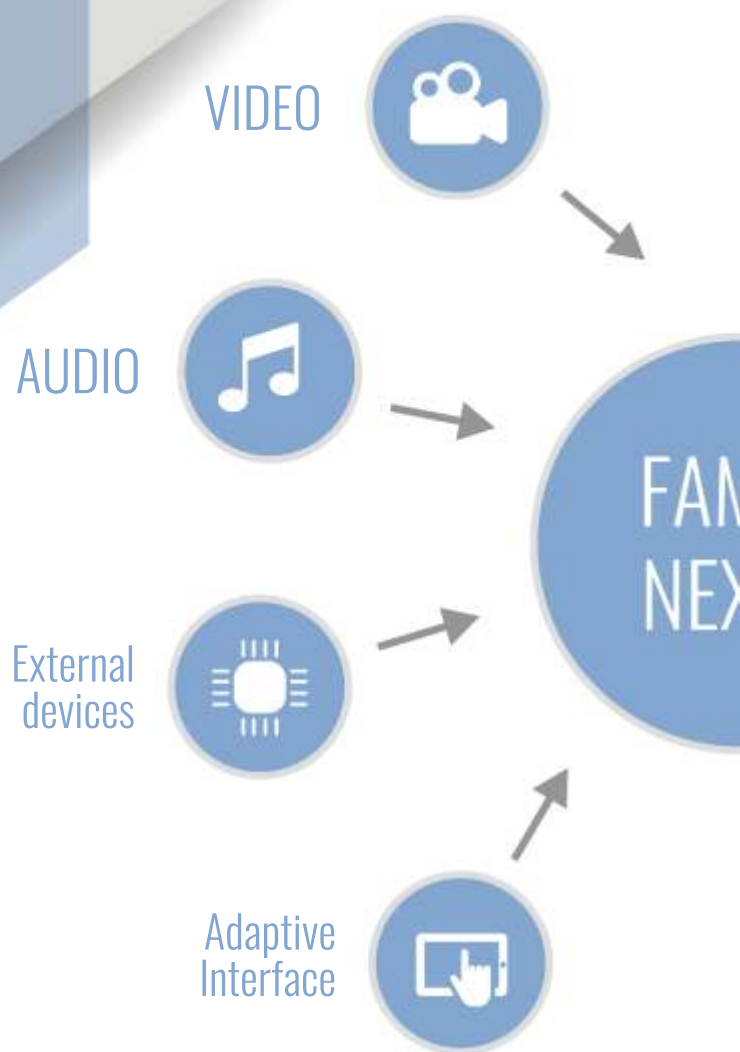 VIDEO
AUDIO
External
devices
Adaptive
Interface